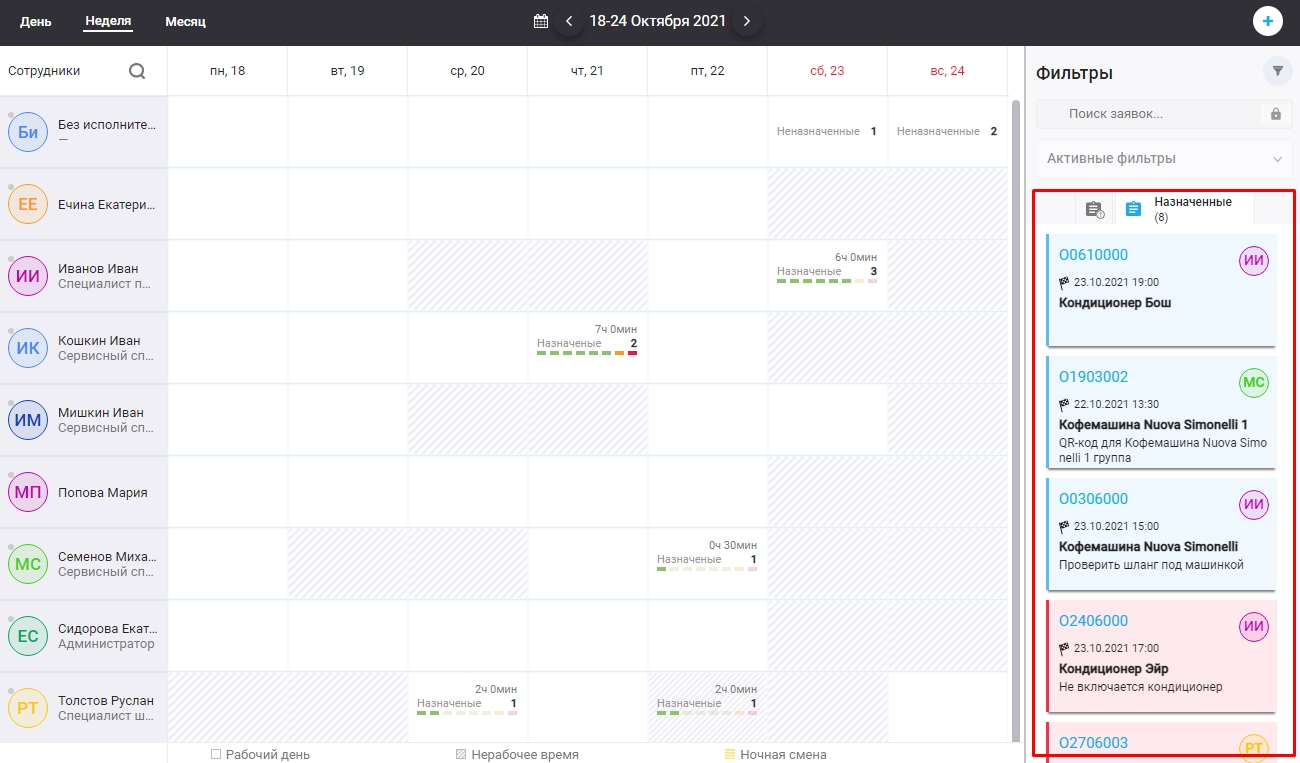 День Неделя Месяц 18-24 Октября 2021
Сотрудники пн, 18 вт, 19 ср, 20 чт, 21 пт, 22 сб, 23 вс, 24
Би Без исполните...
—
Неназначенные 1 Неназначенные 2
ЕЕ Ечина Екатери...
ИИ Иванов Иван
Специалист п...
6ч 0мин
Назначеные 3
ИК Кошкин Иван
Сервисный сп...
7ч 0мин
Назначеные 2
ИМ Мишкин Иван
Сервисный сп...
МП Попова Мария
МС Семенов Миха...
Сервисный сп...
0ч 30мин
Назначеные 1
ЕС Сидорова Екат...
Администратор
РТ Толстов Руслан
Специалист ш...
2ч 0мин
Назначеные 1
2ч 0мин
Назначеные 1
Рабочий день Нерабочее время Ночная смена
Фильтры
Поиск заявок...
Активные фильтры
Назначенные
(8)
О0610000 ИИ
23.10.2021 19:00
Кондиционер Бош
О1903002 МС
22.10.2021 13:30
Кофемашина Nuova Simonelli 1
QR-код для Кофемашина Nuova Simo
nelli 1 группа
О0306000 ИИ
23.10.2021 15:00
Кофемашина Nuova Simonelli
Проверить шланг под машинкой
О2406000 ИИ
23.10.2021 17:00
Кондиционер Эйр
Не включается кондиционер
О2706003 РТ